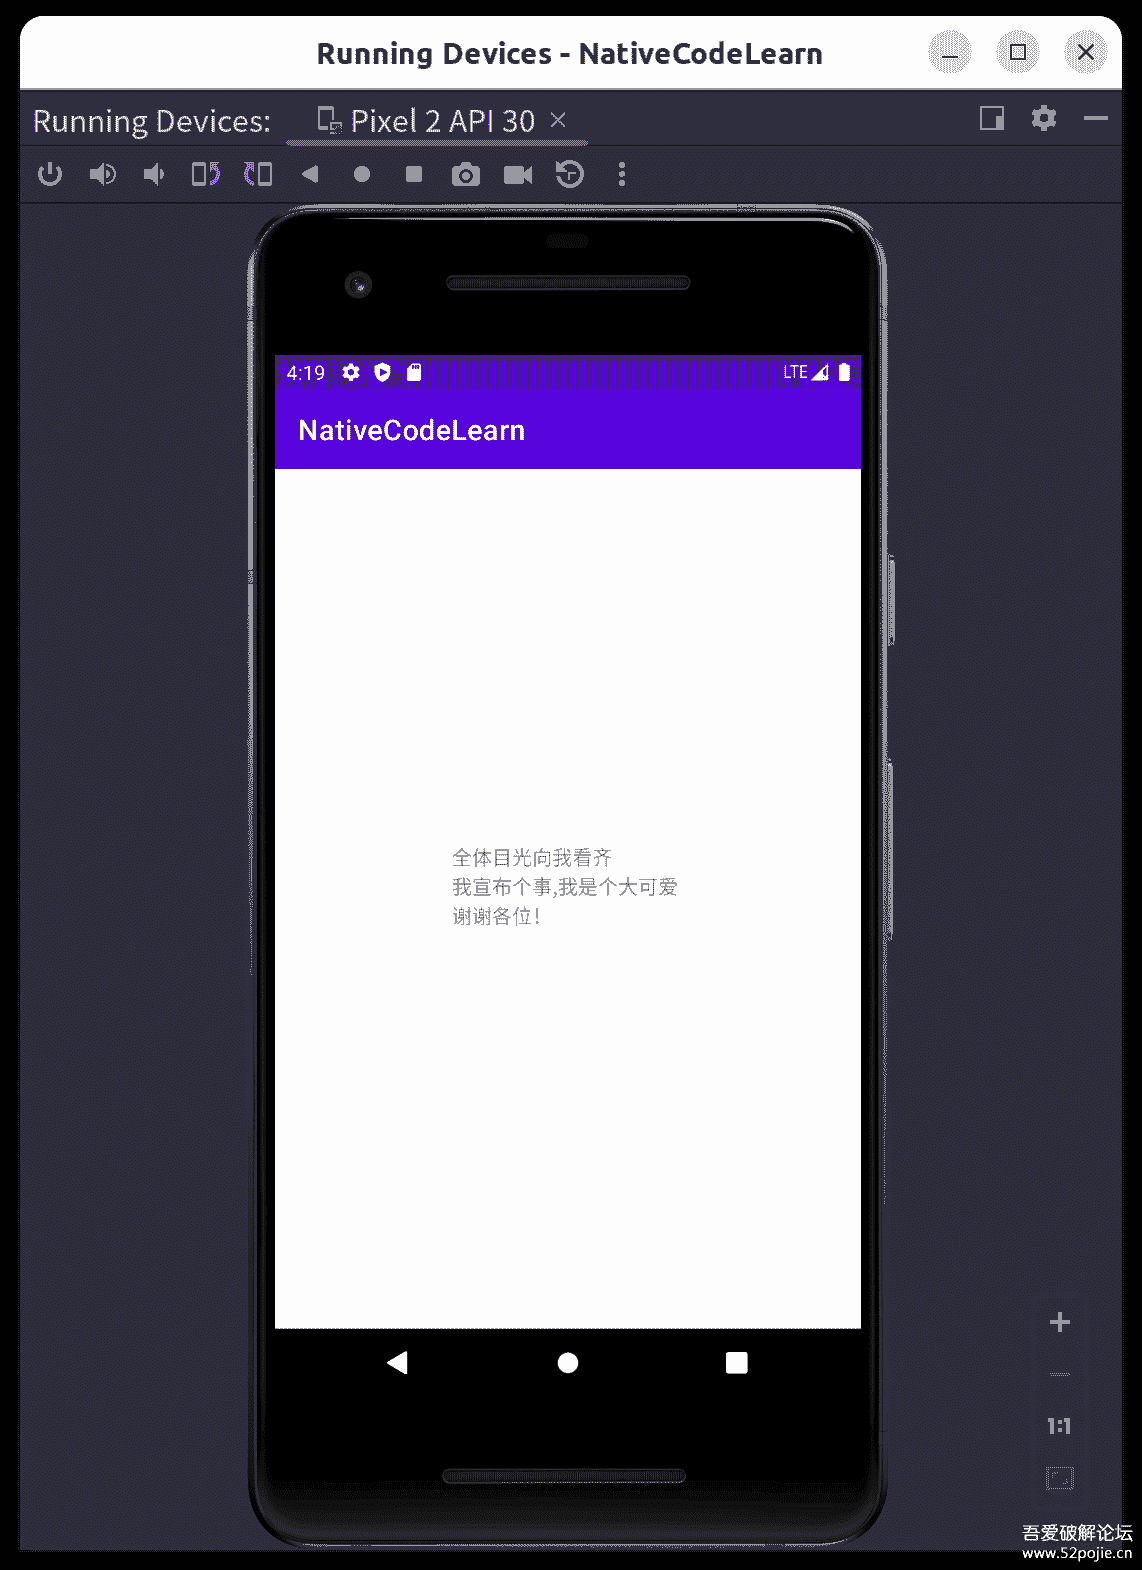 Running Devices - NativeCodeLearn
Running Devices:
Pixel 2 API 30
4:19
LTE
NativeCodeLearn
全体目光向我看齐
我宣布个事,我是个大可爱
谢谢各位!
1:1
吾爱破解论坛
www.52pojie.cn